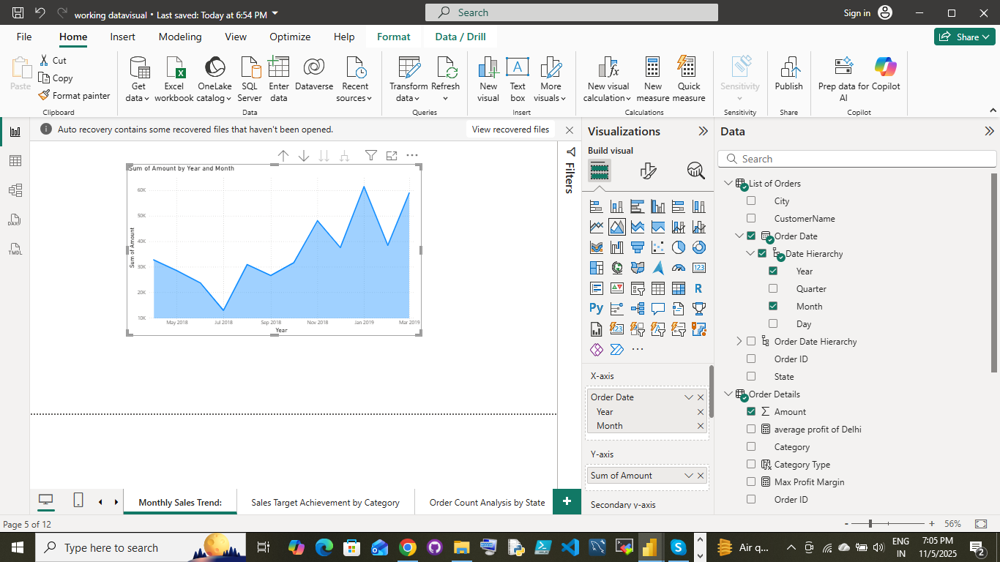 working datavisual • Last saved: Today at 6:54 PM
Search
Sign in
File
Home
Insert
Modeling
View
Optimize
Help
Format
Data / Drill
Share
Paste
Cut
Copy
Format painter
Clipboard
Get data
Excel workbook
OneLake catalog
SQL Server
Enter data
Dataverse
Recent sources
Data
Transform data
Refresh
Queries
New visual
Text box
More visuals
Insert
New visual calculation
New measure
Quick measure
Calculations
Sensitivity
Sensitivity
Publish
Share
Prep data for AI
Copilot
Copilot
Auto recovery contains some recovered files that haven't been opened.
View recovered files
Sum of Amount by Year and Month
60K
50K
40K
30K
20K
10K
Sum of Amount
May 2018
Jul 2018
Sep 2018
Nov 2018
Jan 2019
Mar 2019
Year
Filters
Visualizations
Build visual
123
R
Py
123
X-axis
Order Date
Year
Month
Y-axis
Sum of Amount
Secondary y-axis
Data
Search
List of Orders
City
CustomerName
Order Date
Date Hierarchy
Year
Quarter
Month
Day
Order Date Hierarchy
Order ID
State
Order Details
Amount
average profit of Delhi
Category
Category Type
Max Profit Margin
Order ID
DAX
TMDL
Monthly Sales Trend:
Sales Target Achievement by Category
Order Count Analysis by State
Page 5 of 12
56%
Type here to search
Air q...
ENG
IN
7:05 PM
11/5/2025
2